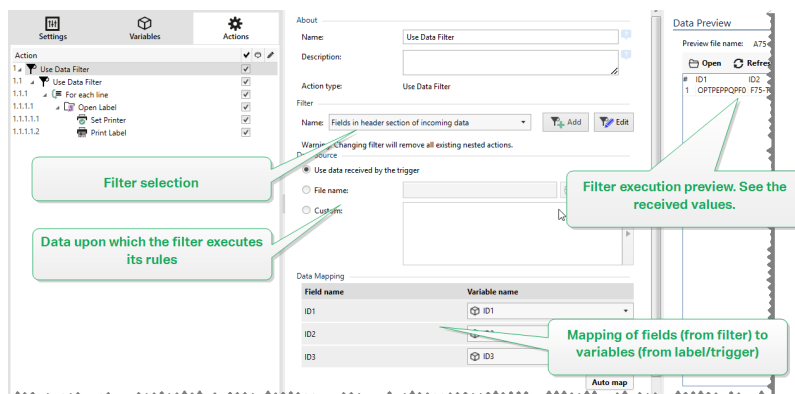 Settings
Variables
Actions
Action
1 Use Data Filter
1.1 Use Data Filter
1.1.1 For each line
1.1.1.1 Open Label
1.1.1.1.1 Set Printer
1.1.1.1.2 Print Label
Filter selection
Data upon which the filter executes
its rules
About
Name: Use Data Filter
Description:
Action type: Use Data Filter
Filter
Name: Fields in header section of incoming data Add Edit
Changing filter will remove all existing nested actions.
Use data received by the trigger
File name:
Custom:
Data Mapping
Field name Variable name
ID1 ID1
ID2
ID3 ID3
Auto map
Mapping of fields (from filter) to
variables (from label/trigger)
Data Preview
Preview file name: A75
Open
# ID1 ID2
1 OPTPEPPQPF0 F75-
Filter execution preview. See the
received values.